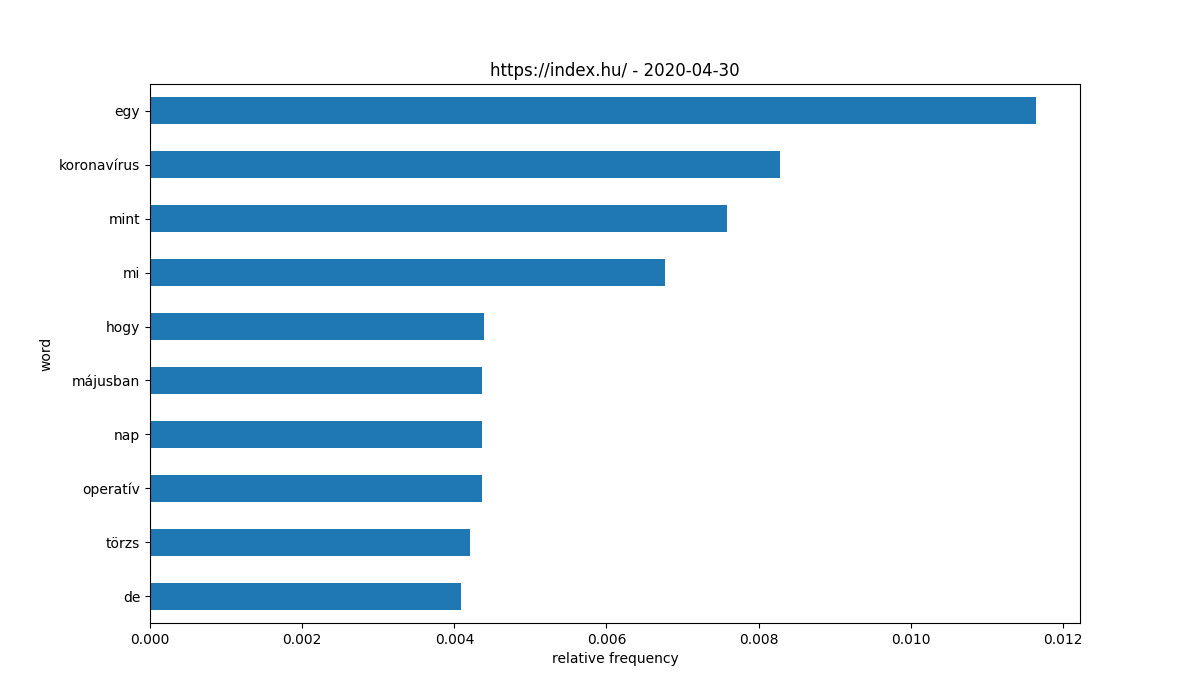 https://index.hu/ - 2020-04-30
egy
koronavírus
mint
mi
hogy
májusban
nap
operatív
törzs
de
word
0.000 0.002 0.004 0.006 0.008 0.010 0.012
relative frequency